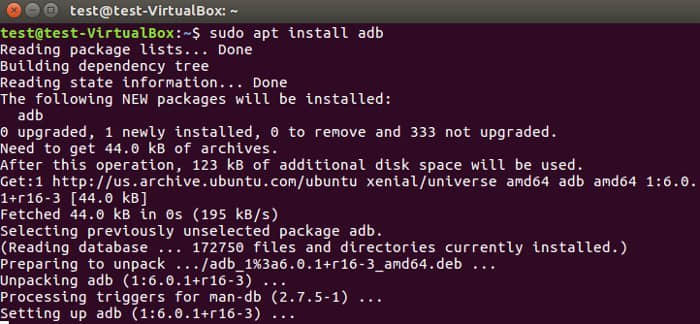 test@test-VirtualBox: ~
test@test-VirtualBox:~$ sudo apt install adb
Reading package lists... Done
Building dependency tree
Reading state information... Done
The following NEW packages will be installed:
  adb
0 upgraded, 1 newly installed, 0 to remove and 333 not upgraded.
Need to get 44.0 kB of archives.
After this operation, 123 kB of additional disk space will be used.
Get:1 http://us.archive.ubuntu.com/ubuntu xenial/universe amd64 adb amd64 1:6.0.
1+r16-3 [44.0 kB]
Fetched 44.0 kB in 0s (195 kB/s)
Selecting previously unselected package adb.
(Reading database ... 172750 files and directories currently installed.)
Preparing to unpack .../adb_1%3a6.0.1+r16-3_amd64.deb ...
Unpacking adb (1:6.0.1+r16-3) ...
Processing triggers for man-db (2.7.5-1) ...
Setting up adb (1:6.0.1+r16-3) ...